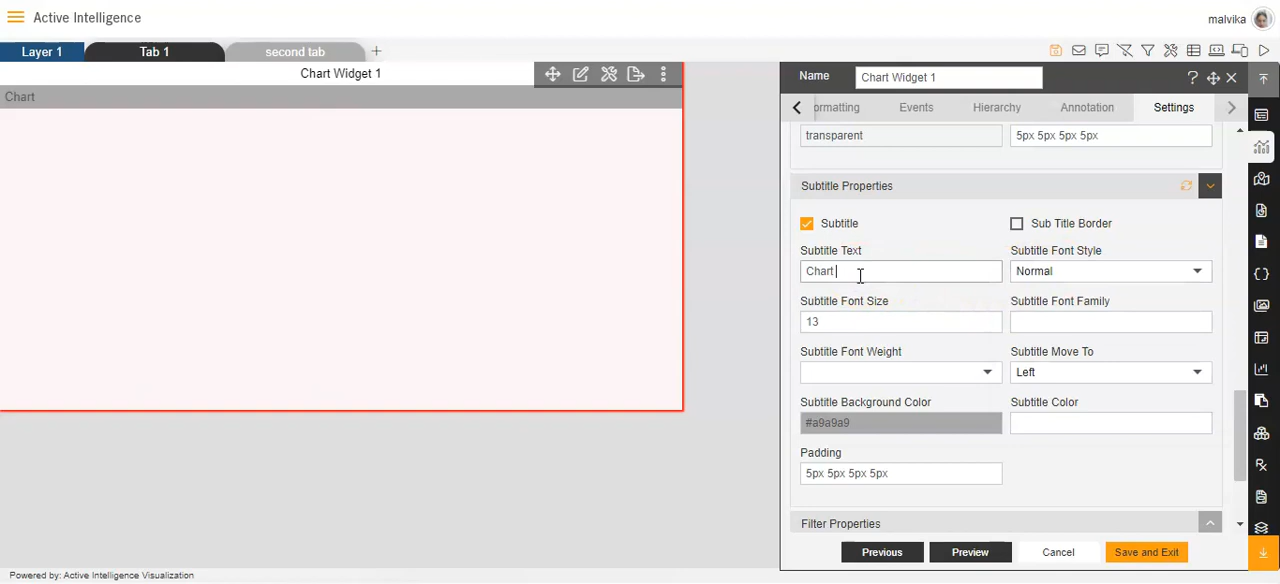 Active Intelligence
malvika
Layer 1
Tab 1
second tab
+
Chart Widget 1
Chart
Name
Chart Widget 1
?
ormatting
Events
Hierarchy
Annotation
Settings
transparent
5px 5px 5px 5px
Subtitle Properties
Subtitle
Sub Title Border
Subtitle Text
Subtitle Font Style
Chart
Normal
Subtitle Font Size
Subtitle Font Family
13
Subtitle Font Weight
Subtitle Move To
Left
Subtitle Background Color
Subtitle Color
#a9a9a9
Padding
5px 5px 5px 5px
Filter Properties
Previous
Preview
Cancel
Save and Exit
Powered by: Active Intelligence Visualization